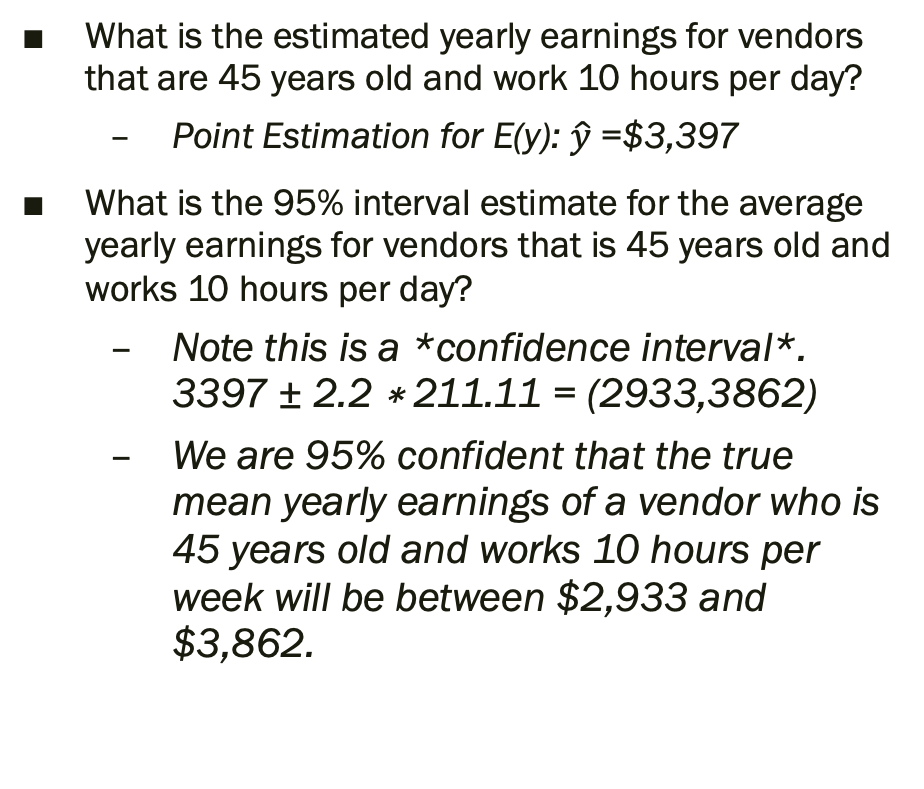 ■ What is the estimated yearly earnings for vendors
that are 45 years old and work 10 hours per day?
– Point Estimation for E(y): ŷ =$3,397
■ What is the 95% interval estimate for the average
yearly earnings for vendors that is 45 years old and
works 10 hours per day?
– Note this is a *confidence interval*.
3397 ± 2.2 ∗ 211.11 = (2933,3862)
– We are 95% confident that the true
mean yearly earnings of a vendor who is
45 years old and works 10 hours per
week will be between $2,933 and
$3,862.